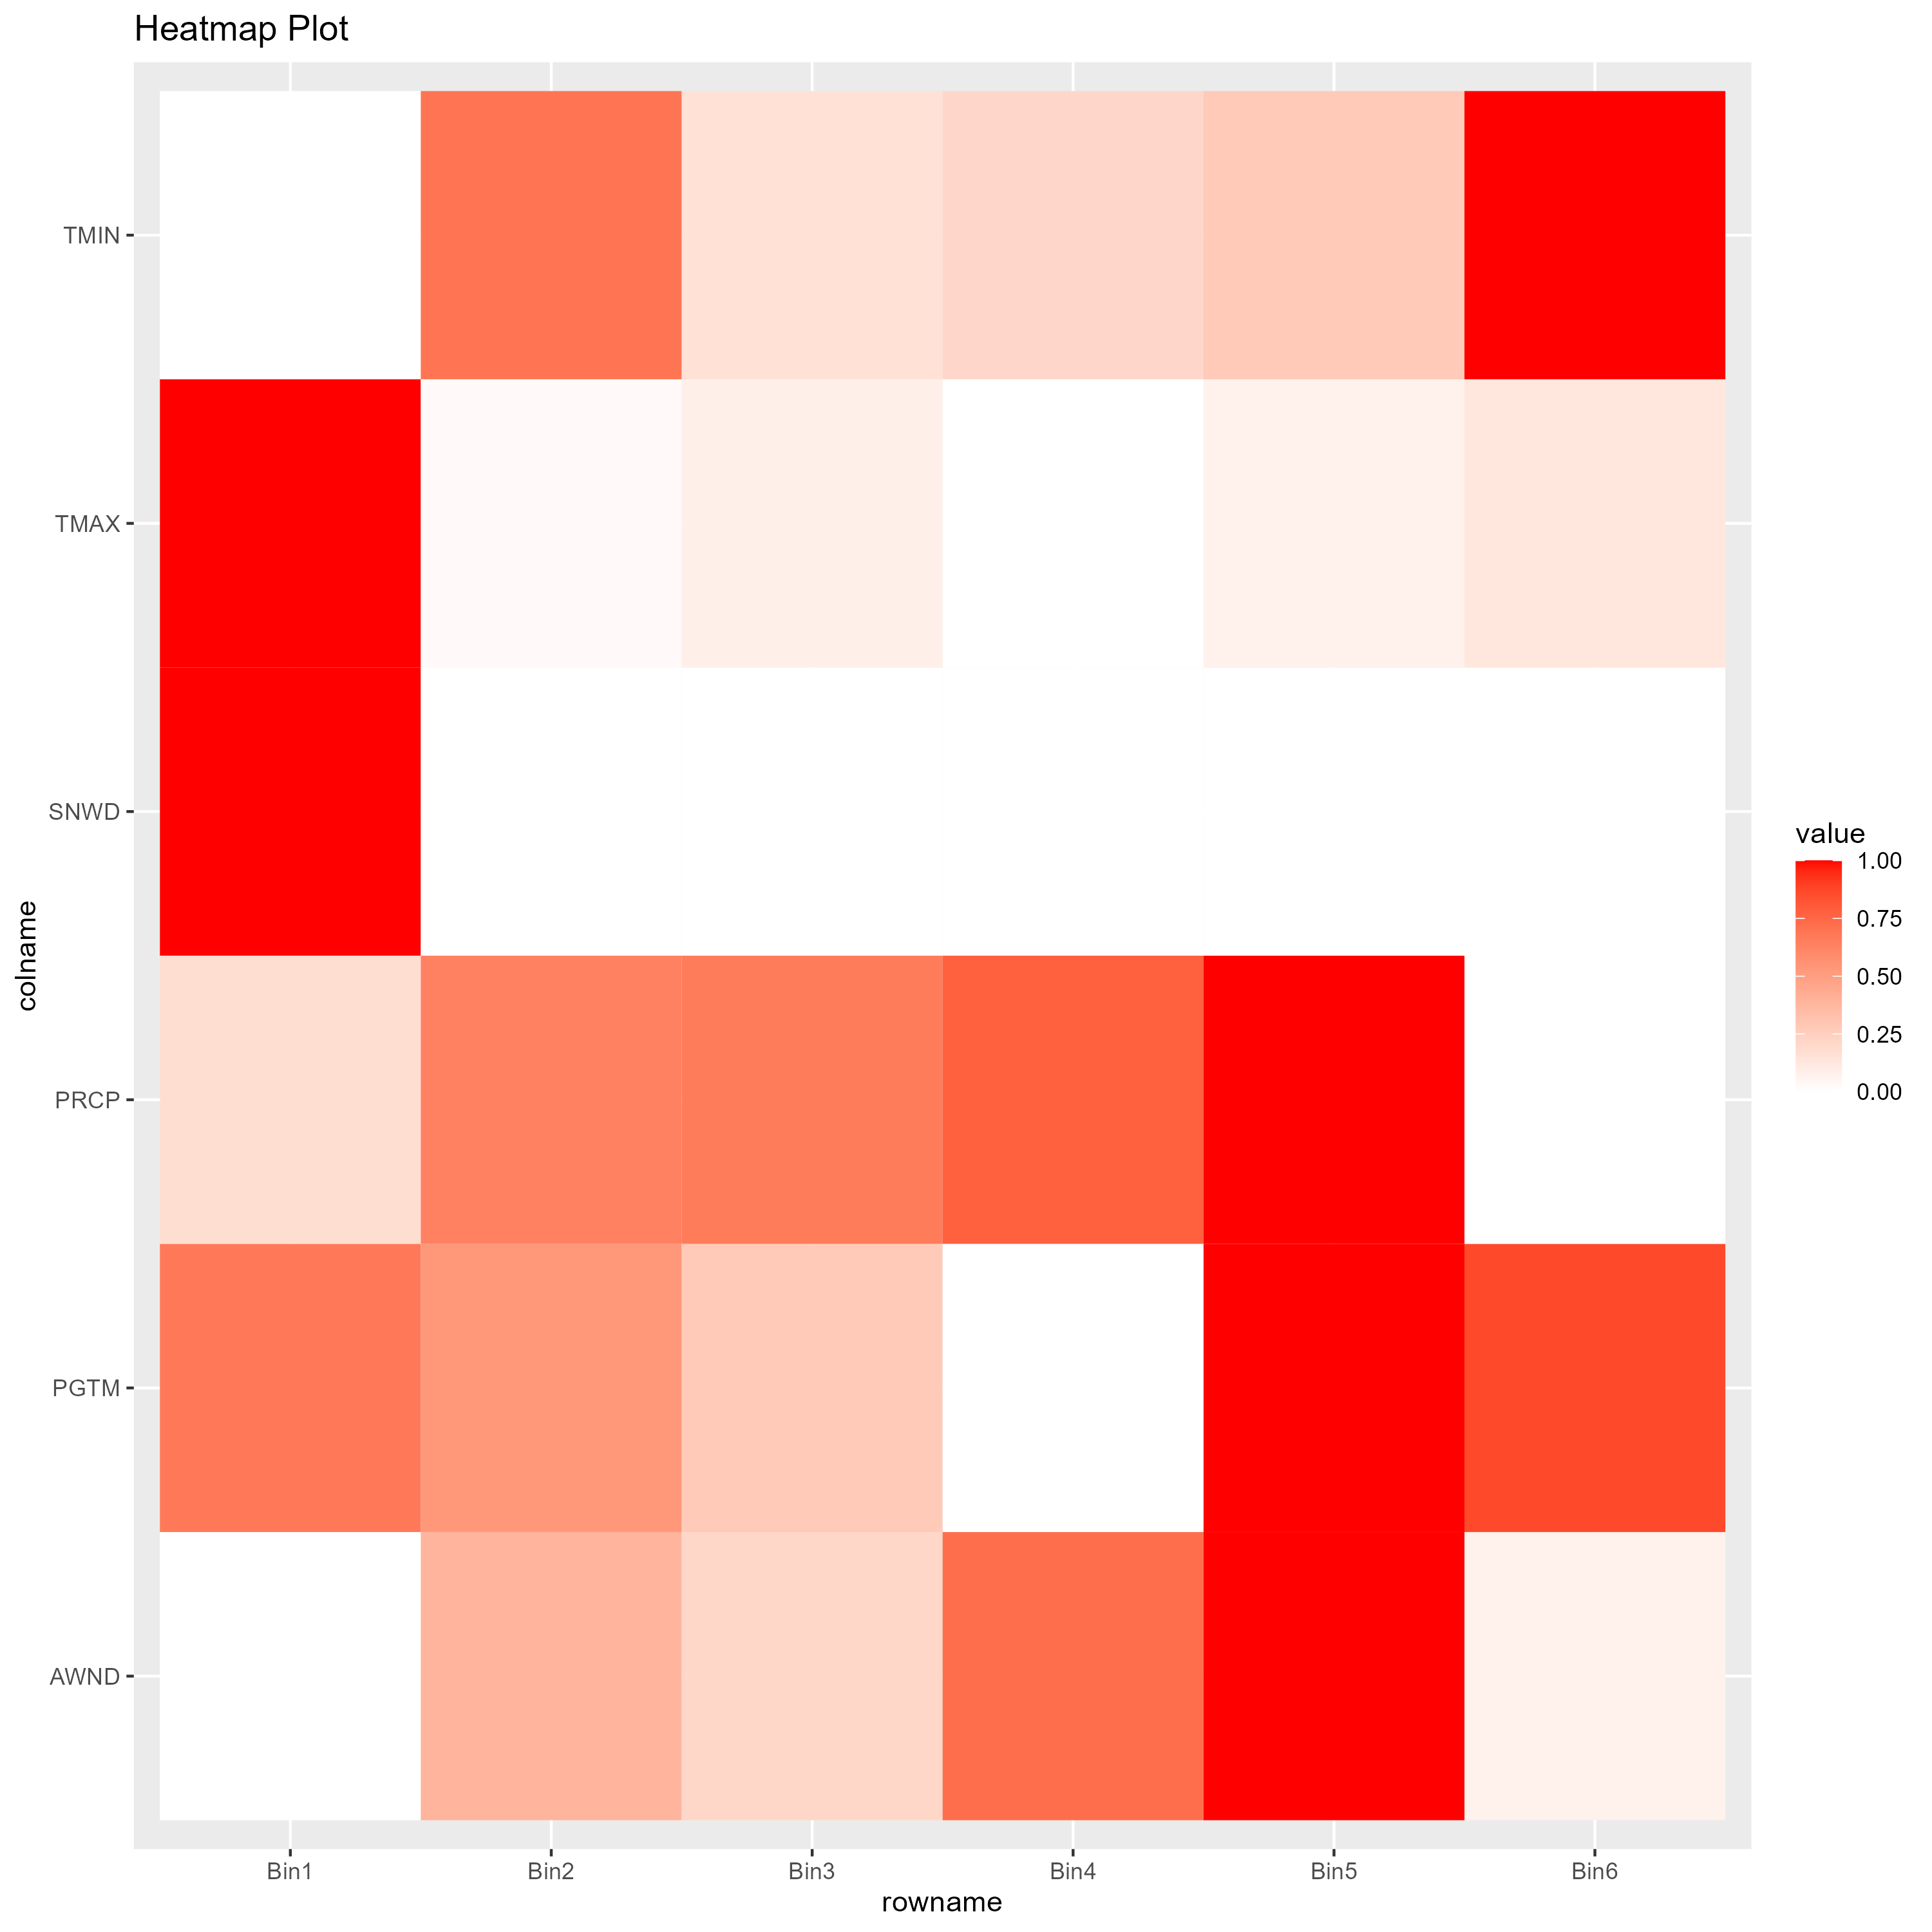 Heatmap Plot
TMIN
TMAX
SNWD
PRCP
PGTM
AWND
colname
Bin1 Bin2 Bin3 Bin4 Bin5 Bin6
rowname
value
1.00
0.75
0.50
0.25
0.00